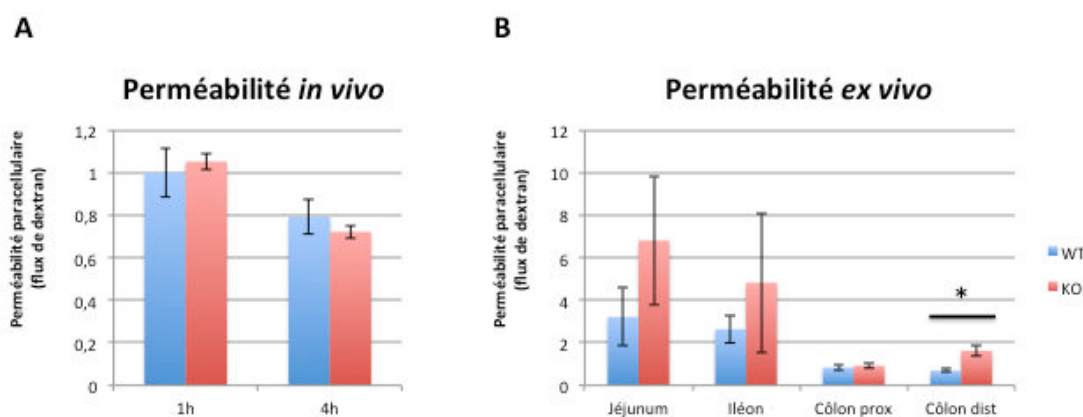 A
Perméabilité in vivo
Perméabilité paracellulaire
(flux de dextran)
1,2
1
0,8
0,6
0,4
0,2
0
1h
4h
B
Perméabilité ex vivo
Perméabilité paracellulaire
(flux de dextran)
12
10
8
6
4
2
0
*
Jéjunum
Iléon
Côlon prox
Côlon dist
WT
KO